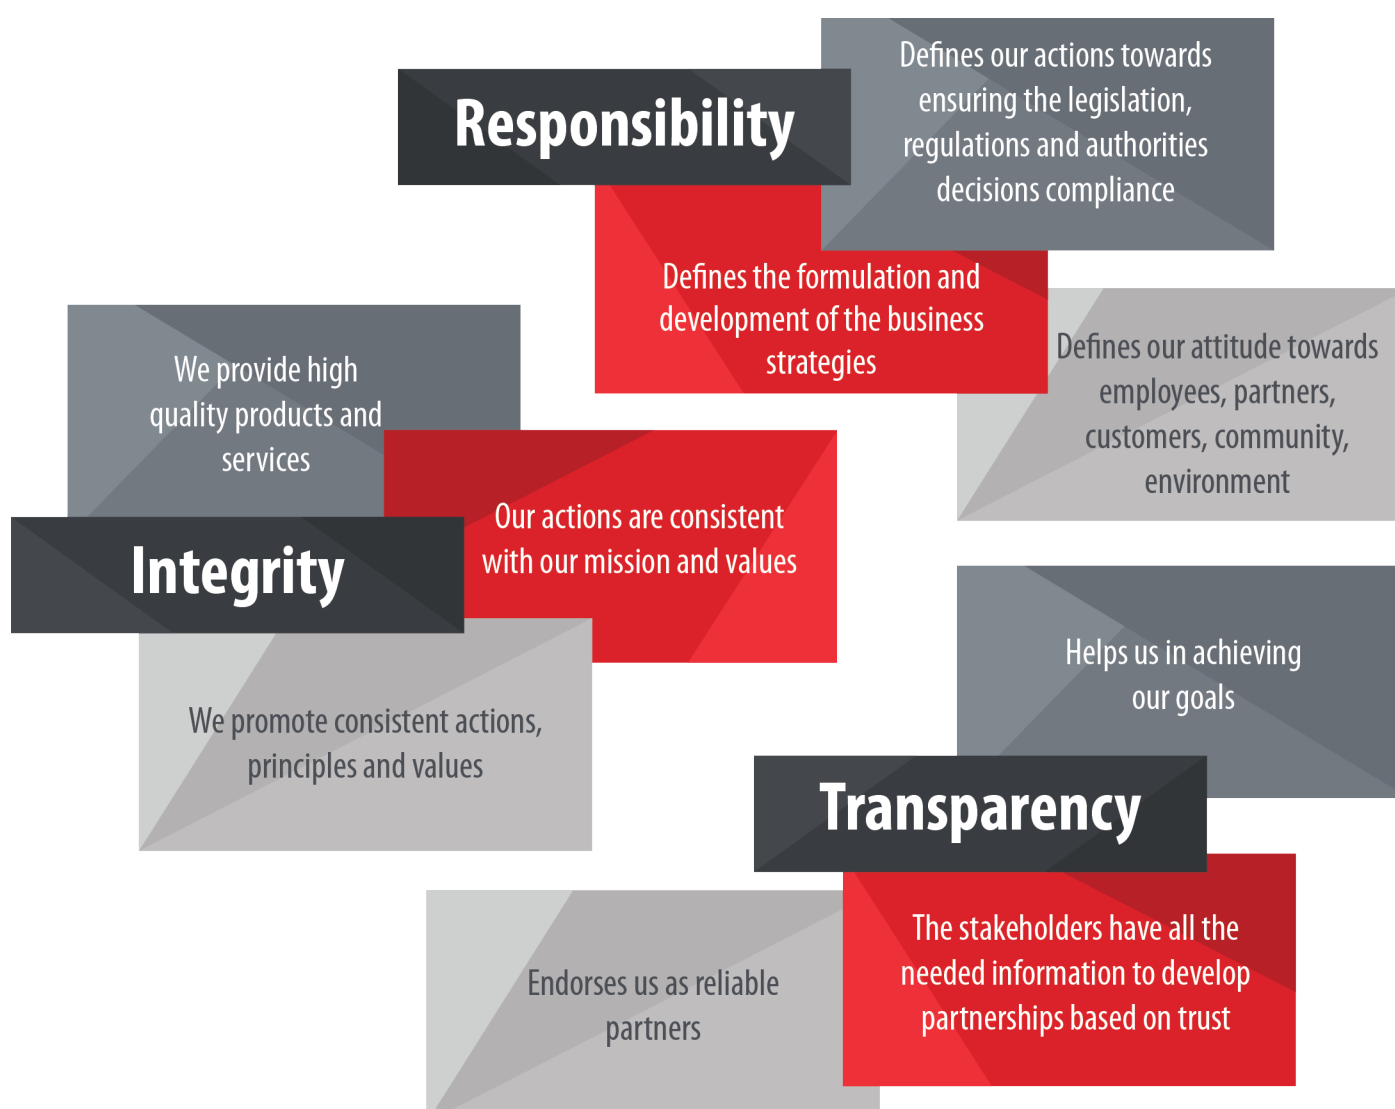 Responsibility
Defines our actions towards
ensuring the legislation,
regulations and authorities
decisions compliance
Defines the formulation and
development of the business
strategies
Defines our attitude towards
employees, partners,
customers, community,
environment
We provide high
quality products and
services
Our actions are consistent
with our mission and values
Integrity
We promote consistent actions,
principles and values
Helps us in achieving
our goals
Transparency
The stakeholders have all the
needed information to develop
partnerships based on trust
Endorses us as reliable
partners